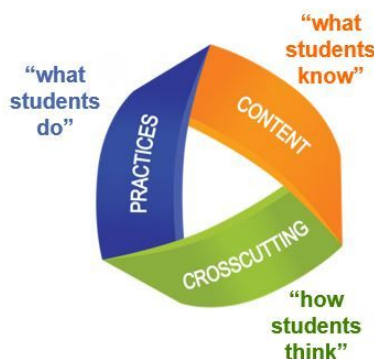 “what
students
do”
“what
students
know”
PRACTICES
CONTENT
CROSSCUTTING
“how
students
think”